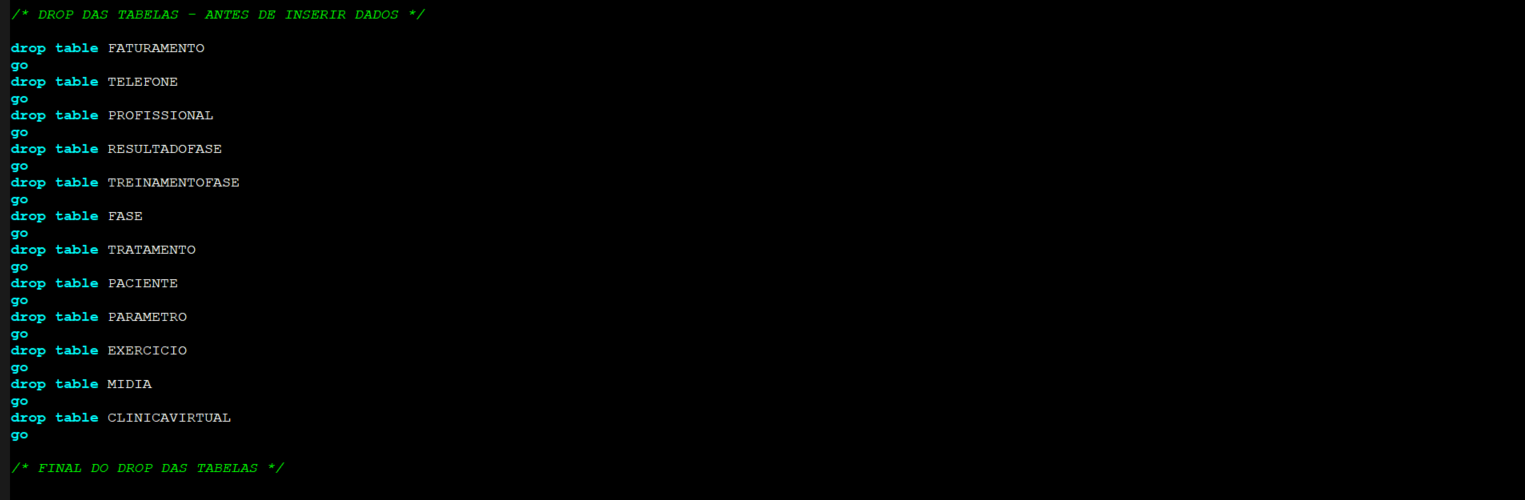 /* DROP DAS TABELAS - ANTES DE INSERIR DADOS */
drop table FATURAMENTO
go
drop table TELEFONE
go
drop table PROFISSIONAL
go
drop table RESULTADOFASE
go
drop table TREINAMENTOFASE
go
drop table FASE
go
drop table TRATAMENTO
go
drop table PACIENTE
go
drop table PARAMETRO
go
drop table EXERCICIO
go
drop table MIDIA
go
drop table CLINICAVIRTUAL
go
/* FINAL DO DROP DAS TABELAS */